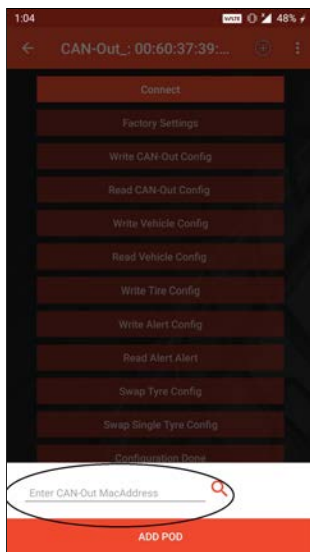 1:04
VoLTE 48%
CAN-Out_: 00:60:37:39:...
Connect
Factory Settings
Write CAN-Out Config
Read CAN-Out Config
Write Vehicle Config
Read Vehicle Config
Write Tire Config
Write Alert Config
Read Alert Alert
Swap Tyre Config
Swap Single Tyre Config
Configuration Done
Enter CAN-Out MacAddress
ADD POD